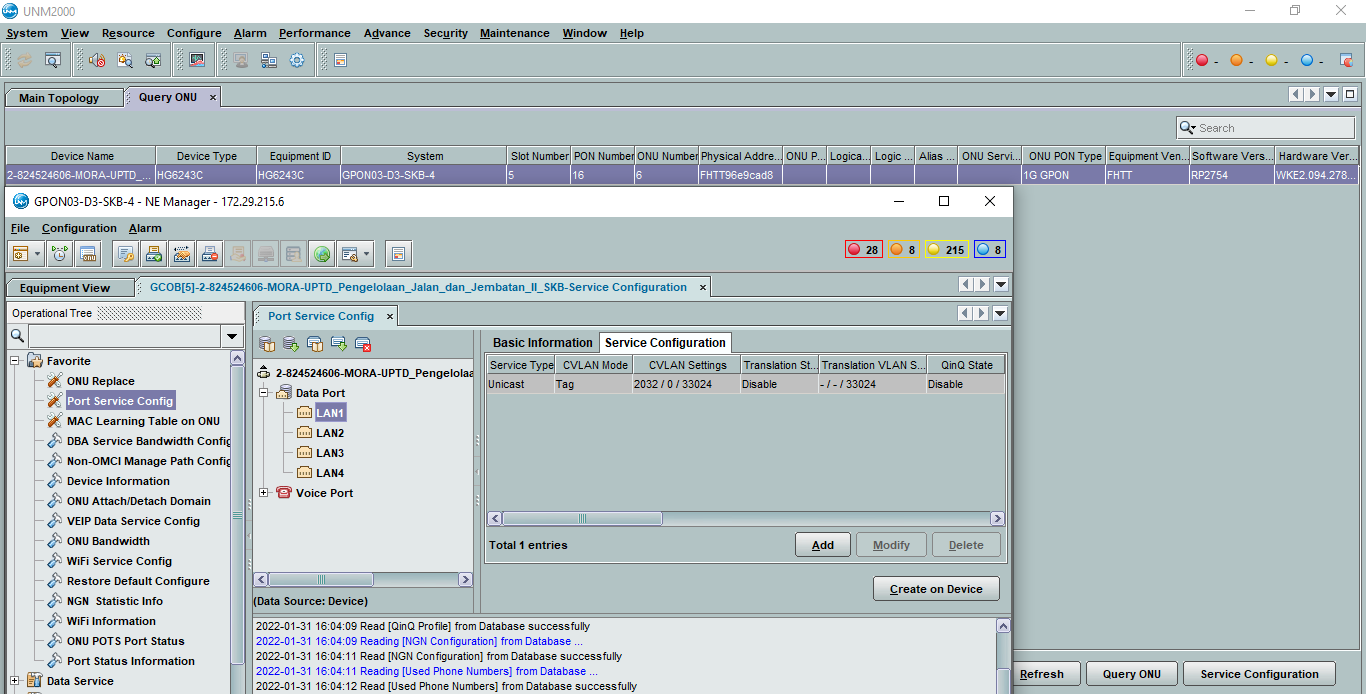 UNM2000
System View Resource Configure Alarm Performance Advance Security Maintenance Window Help
Main Topology Query ONU
Search
Device Name Device Type Equipment ID System Slot Number PON Number ONU Number Physical Addre... ONU P... Logica... Logic ... Alias ... ONU Servi... ONU PON Type Equipment Ven... Software Vers... Hardware Ver...
2-824524606-MORA-UPTD_... HG6243C HG6243C GPON03-D3-SKB-4 5 16 6 FHTT96e9cad8 1G GPON FHTT RP2754 WKE2.094.278...
GPON03-D3-SKB-4 - NE Manager - 172.29.215.6
File Configuration Alarm
28 8 215 8
Equipment View GCOB[5]-2-824524606-MORA-UPTD_Pengelolaan_Jalan_dan_Jembatan_II_SKB-Service Configuration
Operational Tree
Favorite
ONU Replace
Port Service Config
MAC Learning Table on ONU
DBA Service Bandwidth Config
Non-OMCI Manage Path Config
Device Information
ONU Attach/Detach Domain
VEIP Data Service Config
ONU Bandwidth
WiFi Service Config
Restore Default Configure
NGN Statistic Info
WiFi Information
ONU POTS Port Status
Port Status Information
Data Service
Port Service Config
2-824524606-MORA-UPTD_Pengelolaa
Data Port
LAN1
LAN2
LAN3
LAN4
Voice Port
(Data Source: Device)
Basic Information Service Configuration
Service Type CVLAN Mode CVLAN Settings Translation St... Translation VLAN S... QinQ State
Unicast Tag 2032 / 0 / 33024 Disable - / - / 33024 Disable
Total 1 entries Add Modify Delete
Create on Device
2022-01-31 16:04:09 Read [QinQ Profile] from Database successfully
2022-01-31 16:04:09 Reading [NGN Configuration] from Database ...
2022-01-31 16:04:11 Read [NGN Configuration] from Database successfully
2022-01-31 16:04:11 Reading [Used Phone Numbers] from Database ...
2022-01-31 16:04:12 Read [Used Phone Numbers] from Database successfully
Refresh Query ONU Service Configuration